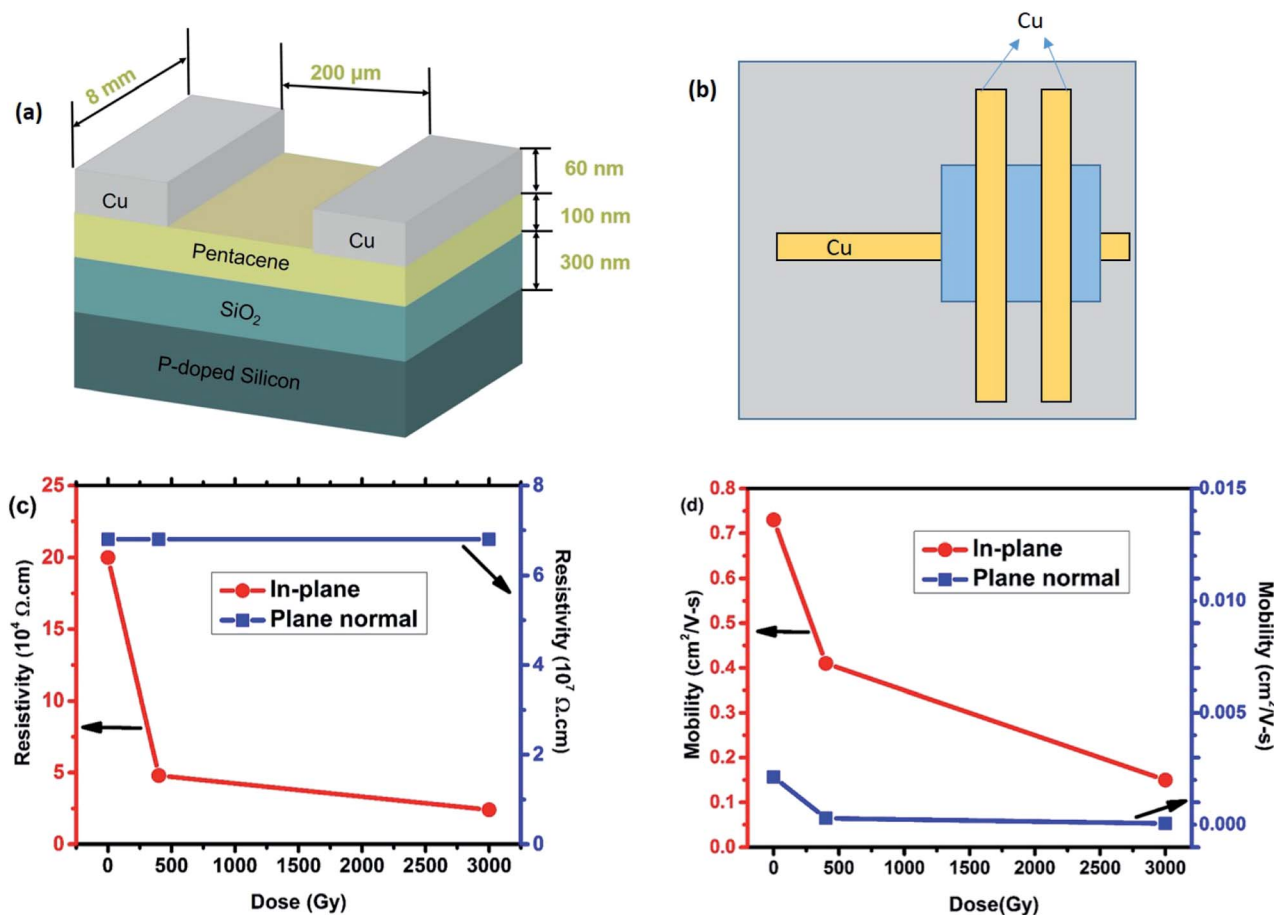 (a)
8 mm
200 µm
60 nm
100 nm
300 nm
Cu
Cu
Pentacene
SiO₂
P-doped Silicon
(b)
Cu
Cu
(c)
25
20
15
10
5
0
Resistivity (10⁴ Ω.cm)
8
6
4
2
0
Resistivity (10⁷ Ω.cm)
In-plane
Plane normal
0 500 1000 1500 2000 2500 3000
Dose (Gy)
(d)
0.8
0.7
0.6
0.5
0.4
0.3
0.2
0.1
0.0
Mobility (cm²/V-s)
0.015
0.010
0.005
0.000
Mobility (cm²/V-s)
In-plane
Plane normal
0 500 1000 1500 2000 2500 3000
Dose(Gy)